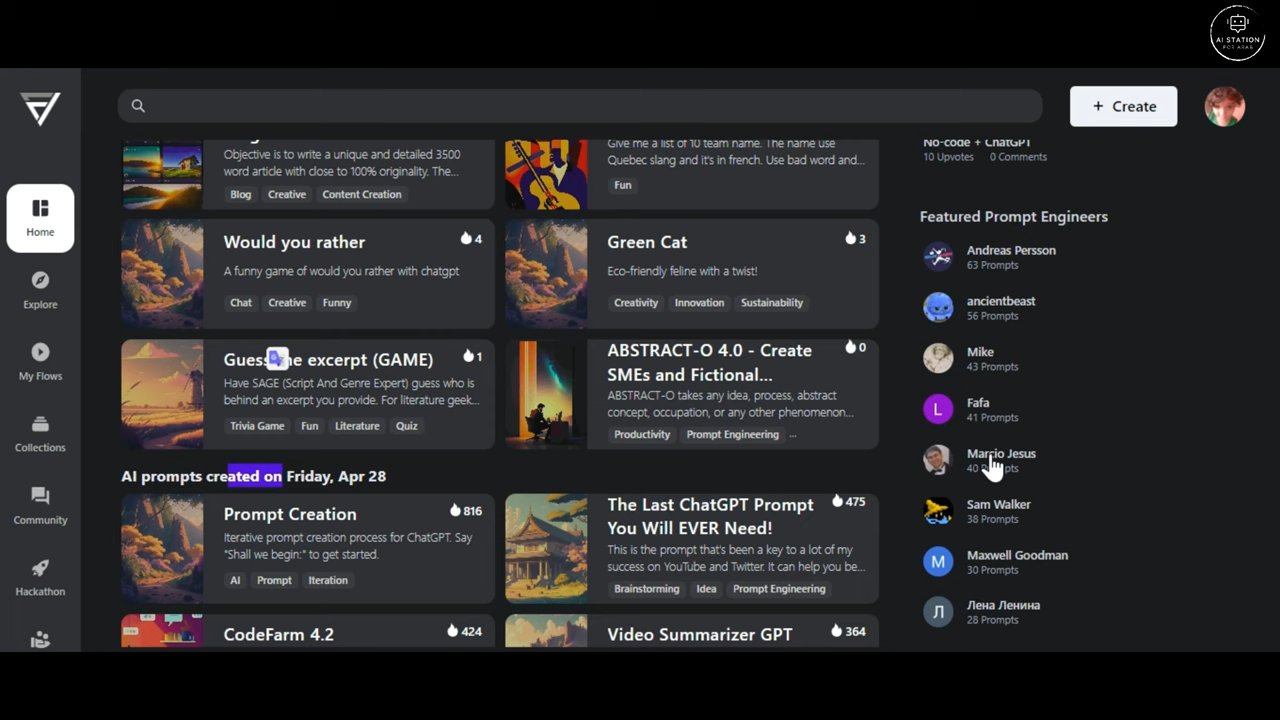 AI STATION
FOR ARAB
+ Create
Home
Explore
My Flows
Collections
Community
Hackathon
Objective is to write a unique and detailed 3500
word article with close to 100% originality. The...
Blog Creative Content Creation
Give me a list of 10 team name. The name use
Quebec slang and it's in french. Use bad word and...
Fun
Would you rather
4
A funny game of would you rather with chatgpt
Chat Creative Funny
Green Cat
3
Eco-friendly feline with a twist!
Creativity Innovation Sustainability
Guess he excerpt (GAME)
1
Have SAGE (Script And Genre Expert) guess who is
behind an excerpt you provide. For literature geek...
Trivia Game Fun Literature Quiz
ABSTRACT-O 4.0 - Create
SMEs and Fictional...
0
ABSTRACT-O takes any idea, process, abstract
concept, occupation, or any other phenomenon...
Productivity Prompt Engineering ...
AI prompts created on Friday, Apr 28
Prompt Creation
816
Iterative prompt creation process for ChatGPT. Say
"Shall we begin:" to get started.
AI Prompt Iteration
The Last ChatGPT Prompt
You Will EVER Need!
475
This is the prompt that's been a key to a lot of my
success on YouTube and Twitter. It can help you be...
Brainstorming Idea Prompt Engineering
CodeFarm 4.2
424
Video Summarizer GPT
364
No-code + ChatGPT
10 Upvotes 0 Comments
Featured Prompt Engineers
Andreas Persson
63 Prompts
ancientbeast
56 Prompts
Mike
43 Prompts
L
Fafa
41 Prompts
Marcio Jesus
40 Prompts
Sam Walker
38 Prompts
M
Maxwell Goodman
30 Prompts
Л
Лена Ленина
28 Prompts